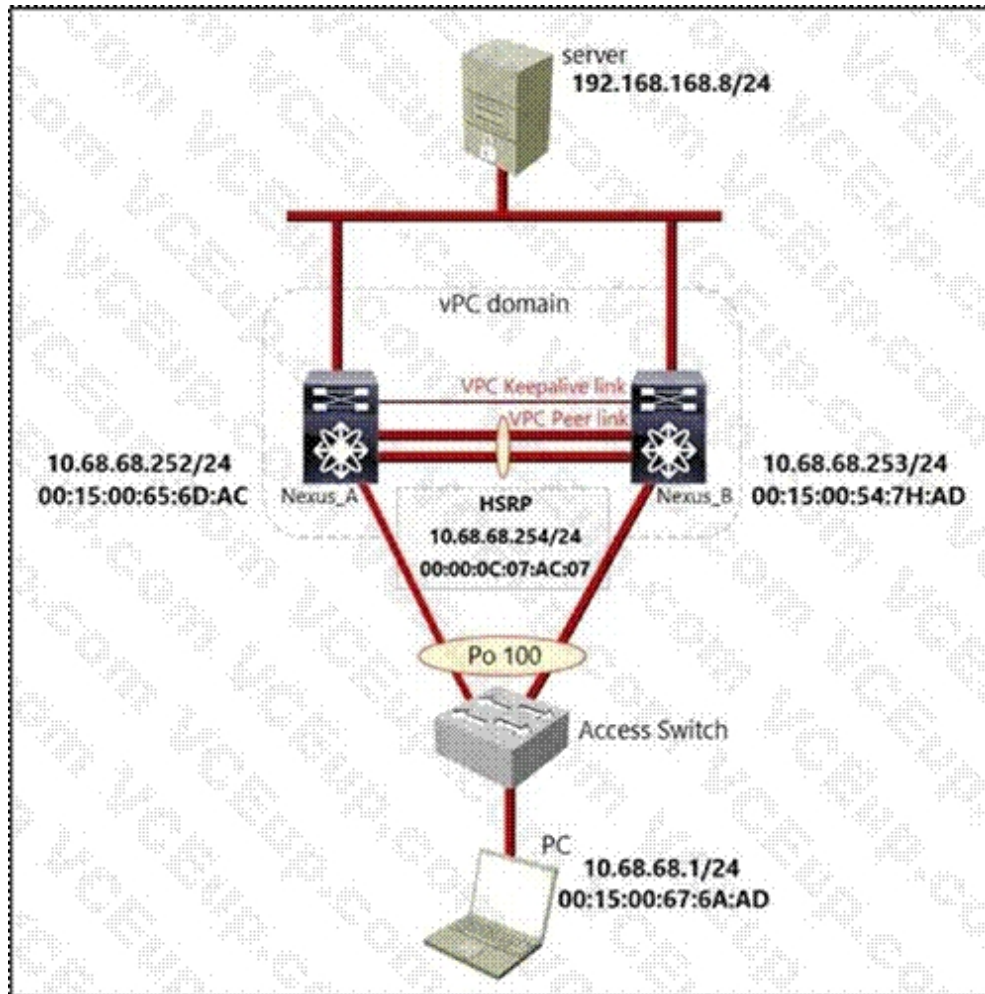 server
192.168.168.8/24
vPC domain
VPC Keepalive link
VPC Peer link
10.68.68.252/24
00:15:00:65:6D:AC
Nexus_A
Nexus_B
10.68.68.253/24
00:15:00:54:7H:AD
HSRP
10.68.68.254/24
00:00:0C:07:AC:07
Po 100
Access Switch
PC
10.68.68.1/24
00:15:00:67:6A:AD